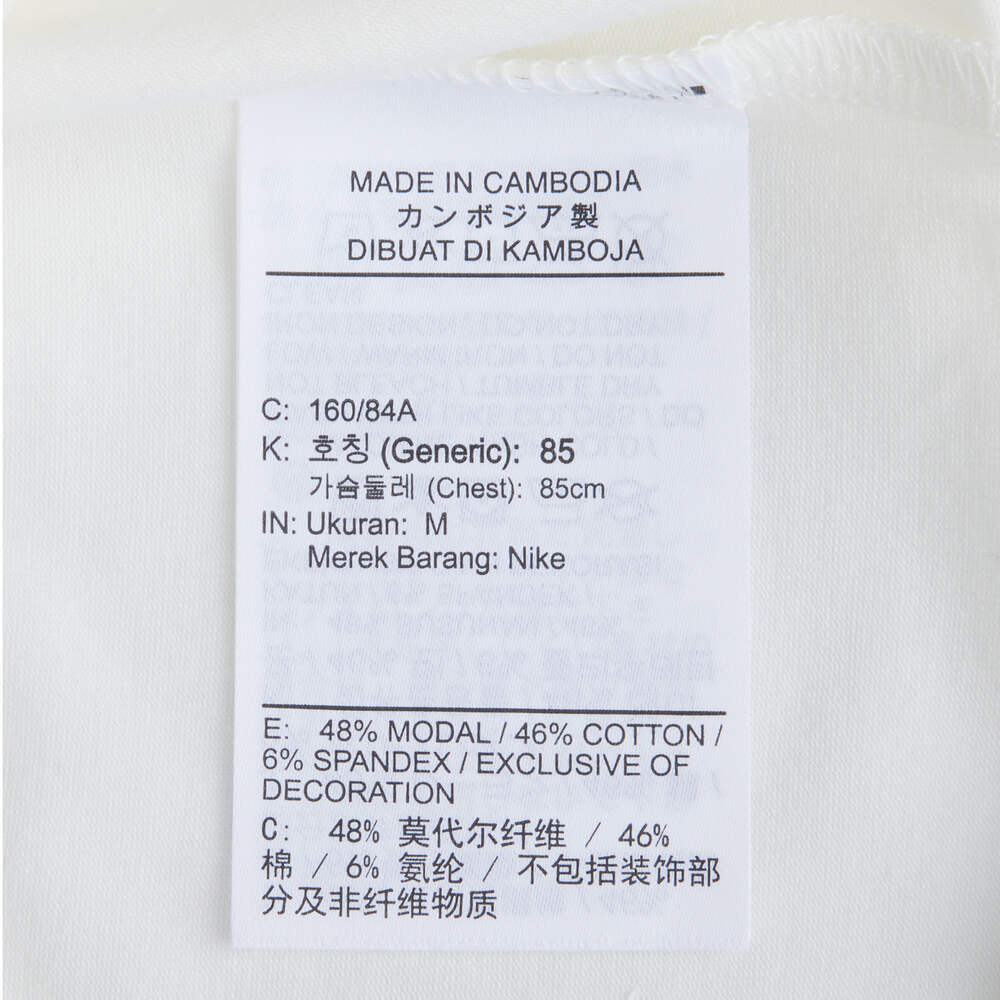 MADE IN CAMBODIA
カンボジア製
DIBUAT DI KAMBOJA
C: 160/84A
K: 호칭 (Generic): 85
가슴둘레 (Chest): 85cm
IN: Ukuran: M
Merek Barang: Nike
E: 48% MODAL / 46% COTTON /
6% SPANDEX / EXCLUSIVE OF
DECORATION
C: 48% 莫代尔纤维 / 46%
棉 / 6% 氨纶 / 不包括装饰部
分及非纤维物质